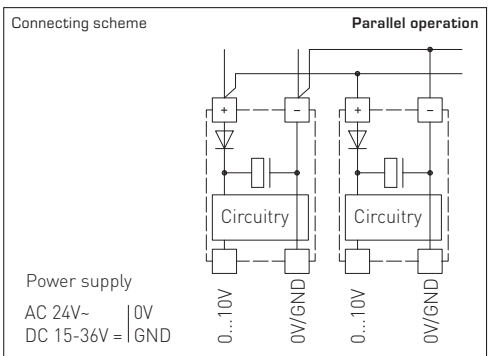 Connecting scheme
Parallel operation
+ − + −
Circuitry Circuitry
Power supply
AC 24V~ 0V
DC 15-36V = GND
0...10V
0V/GND
0...10V
0V/GND